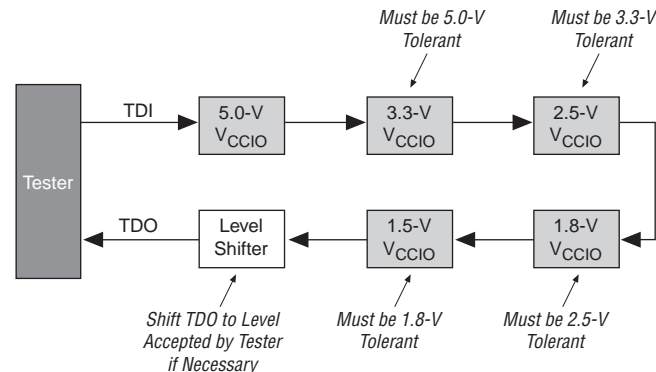 Must be 5.0-V
Tolerant
Must be 3.3-V
Tolerant
Tester
TDI
5.0-V
VCCIO
3.3-V
VCCIO
2.5-V
VCCIO
TDO
Level
Shifter
1.5-V
VCCIO
1.8-V
VCCIO
Shift TDO to Level
Accepted by Tester
if Necessary
Must be 1.8-V
Tolerant
Must be 2.5-V
Tolerant